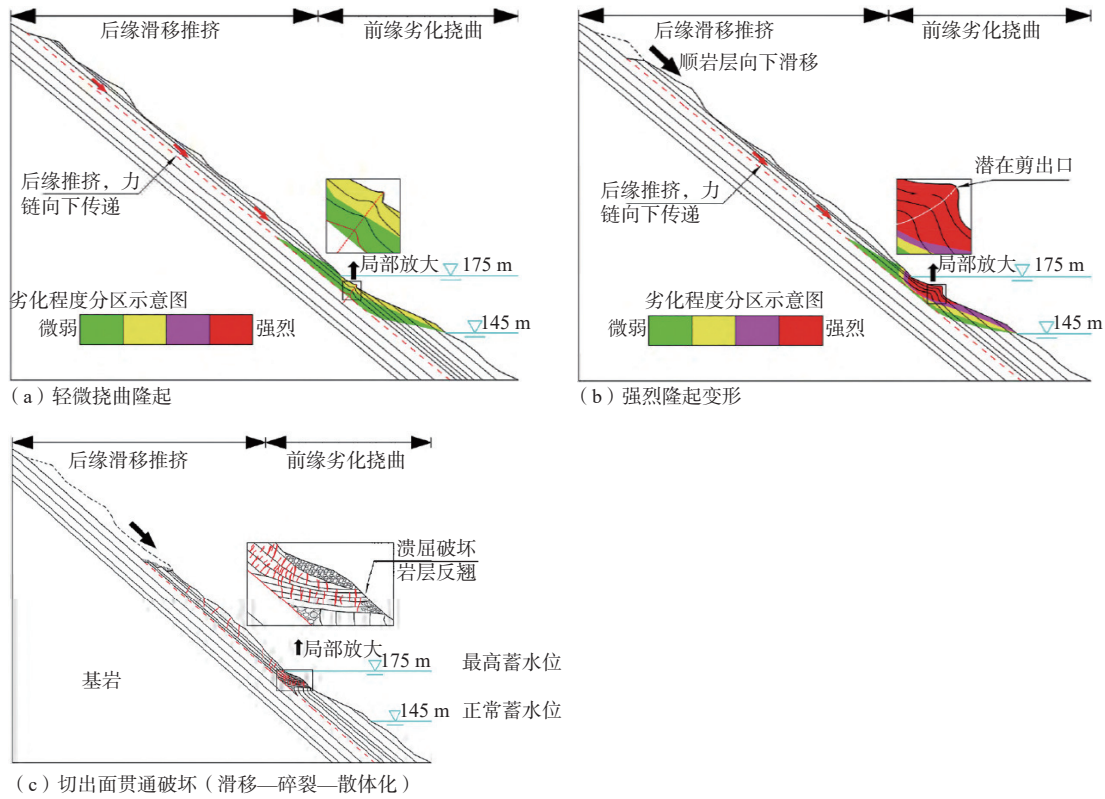 后缘滑移推挤
前缘劣化挠曲
后缘推挤，力
链向下传递
局部放大
175 m
劣化程度分区示意图
微弱
强烈
145 m
（a）轻微挠曲隆起
后缘滑移推挤
前缘劣化挠曲
顺岩层向下滑移
潜在剪出口
后缘推挤，力
链向下传递
局部放大
175 m
劣化程度分区示意图
微弱
强烈
145 m
（b）强烈隆起变形
后缘滑移推挤
前缘劣化挠曲
溃屈破坏
岩层反翘
局部放大
175 m 最高蓄水位
基岩
145 m 正常蓄水位
（c）切出面贯通破坏（滑移—碎裂—散体化）